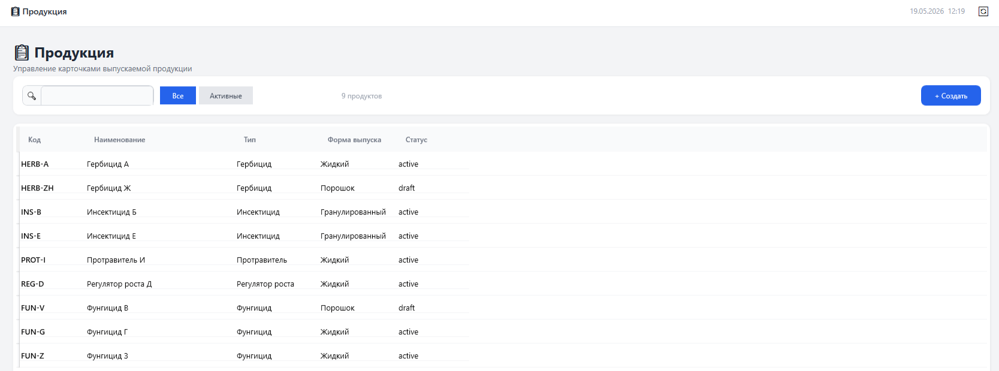 Продукция
19.05.2026 12:19
Продукция
Управление карточками выпускаемой продукции
Все Активные 9 продуктов + Создать
Код Наименование Тип Форма выпуска Статус
HERB-A Гербицид А Гербицид Жидкий active
HERB-ZH Гербицид Ж Гербицид Порошок draft
INS-B Инсектицид Б Инсектицид Гранулированный active
INS-E Инсектицид Е Инсектицид Гранулированный active
PROT-I Протравитель И Протравитель Жидкий active
REG-D Регулятор роста Д Регулятор роста Жидкий active
FUN-V Фунгицид В Фунгицид Порошок draft
FUN-G Фунгицид Г Фунгицид Жидкий active
FUN-Z Фунгицид З Фунгицид Жидкий active